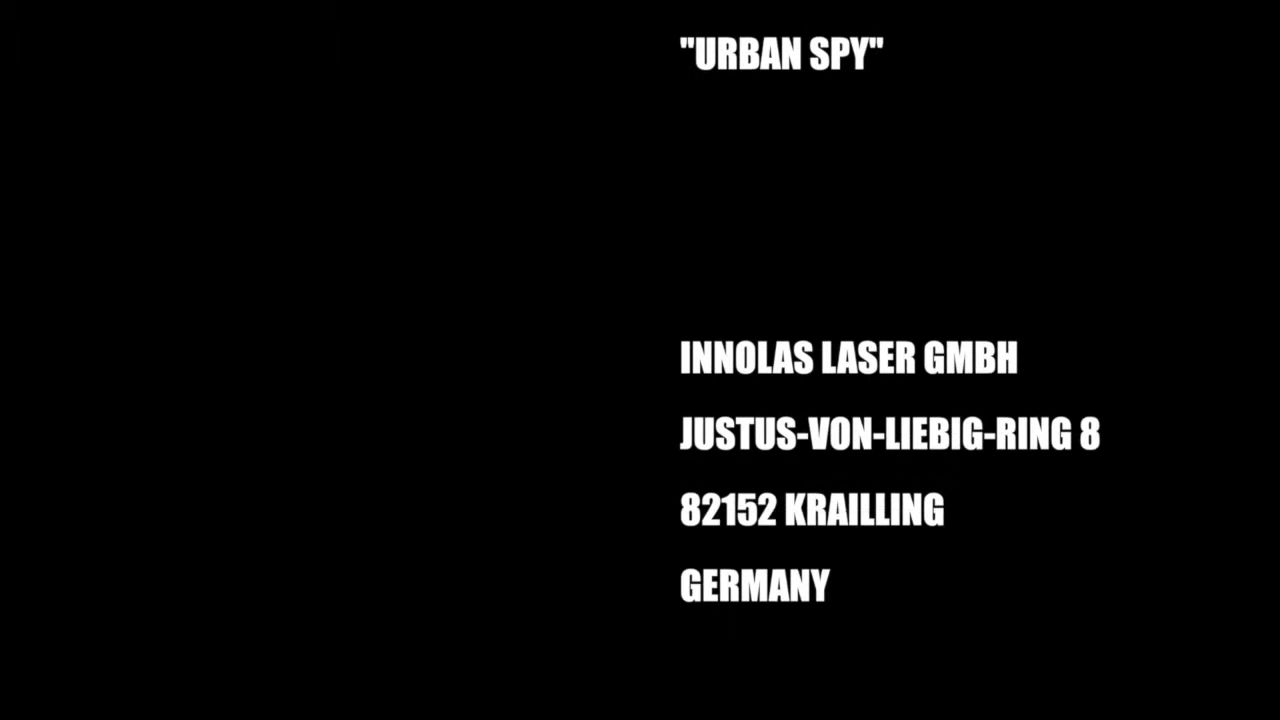 "URBAN SPY"
INNOLAS LASER GMBH
JUSTUS-VON-LIEBIG-RING 8
82152 KRAILLING
GERMANY